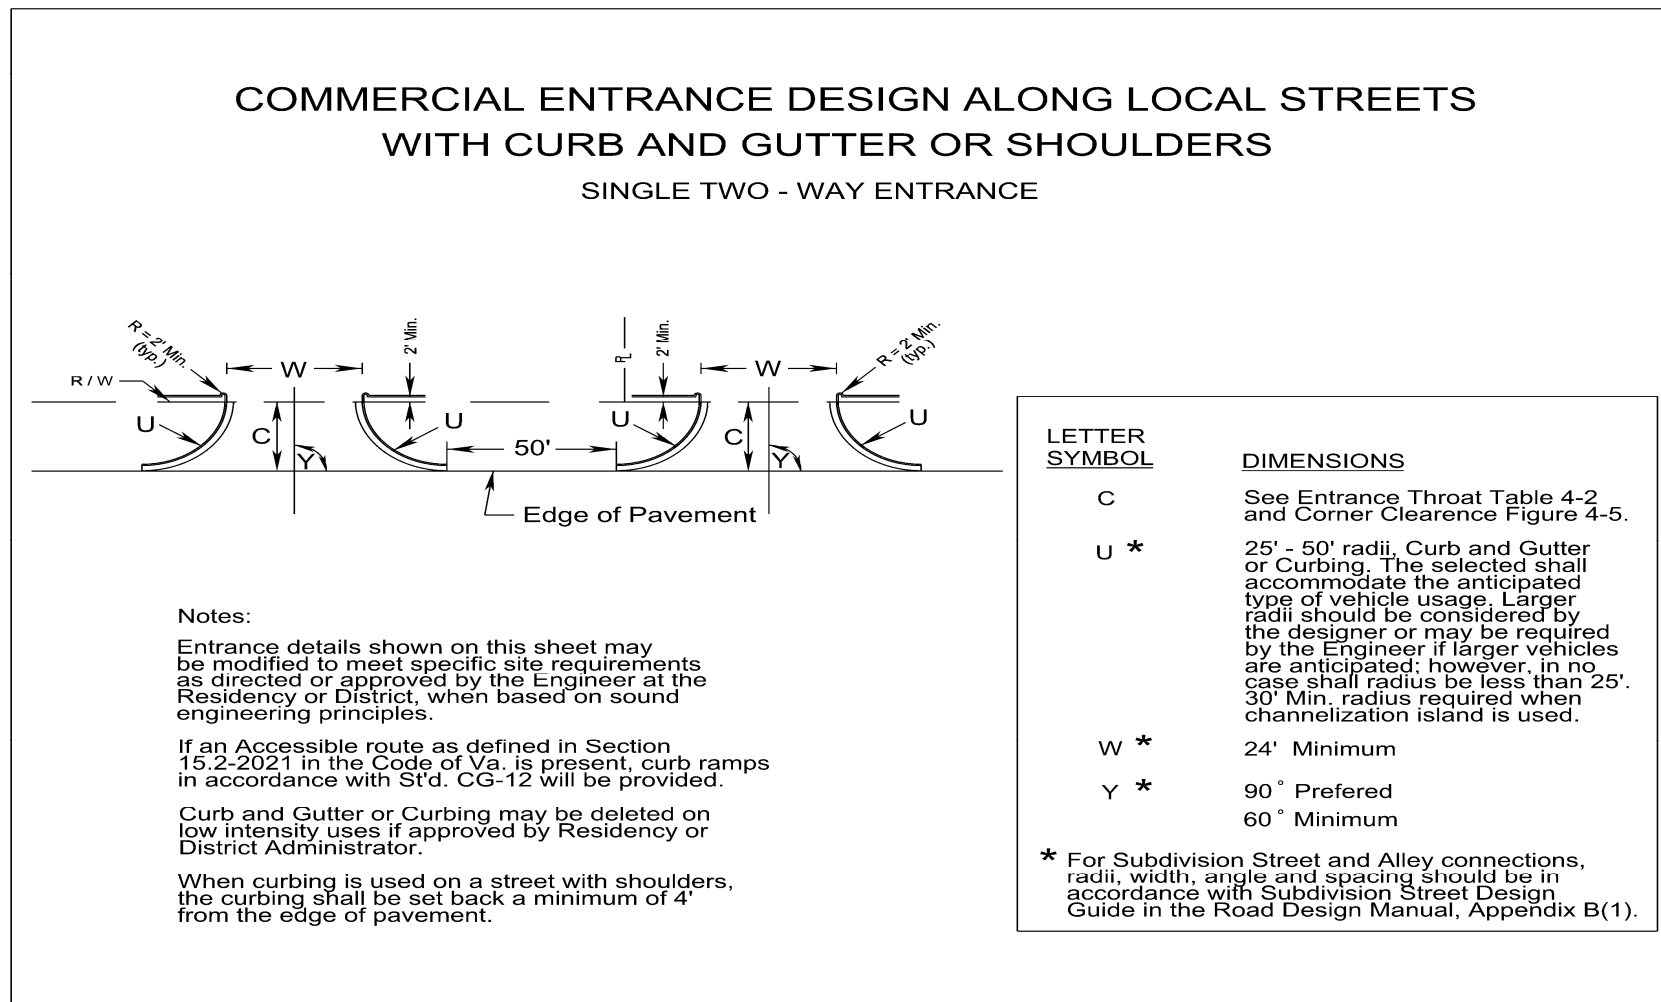 COMMERCIAL ENTRANCE DESIGN ALONG LOCAL STREETS
WITH CURB AND GUTTER OR SHOULDERS
SINGLE TWO - WAY ENTRANCE
R = 2' Min.
(typ.)
R / W
W
2' Min.
PL
2' Min.
W
R = 2' Min.
(typ.)
U
C
Y
U
50'
U
C
Y
U
Edge of Pavement
LETTER
SYMBOL
DIMENSIONS
C
See Entrance Throat Table 4-2
and Corner Clearence Figure 4-5.
U *
25' - 50' radii, Curb and Gutter
or Curbing. The selected shall
accommodate the anticipated
type of vehicle usage. Larger
radii should be considered by
the designer or may be required
by the Engineer if larger vehicles
are anticipated; however, in no
case shall radius be less than 25'.
30' Min. radius required when
channelization island is used.
W *
24' Minimum
Y *
90° Prefered
60° Minimum
* For Subdivision Street and Alley connections,
radii, width, angle and spacing should be in
accordance with Subdivision Street Design
Guide in the Road Design Manual, Appendix B(1).
Notes:
Entrance details shown on this sheet may
be modified to meet specific site requirements
as directed or approved by the Engineer at the
Residency or District, when based on sound
engineering principles.
If an Accessible route as defined in Section
15.2-2021 in the Code of Va. is present, curb ramps
in accordance with St'd. CG-12 will be provided.
Curb and Gutter or Curbing may be deleted on
low intensity uses if approved by Residency or
District Administrator.
When curbing is used on a street with shoulders,
the curbing shall be set back a minimum of 4'
from the edge of pavement.